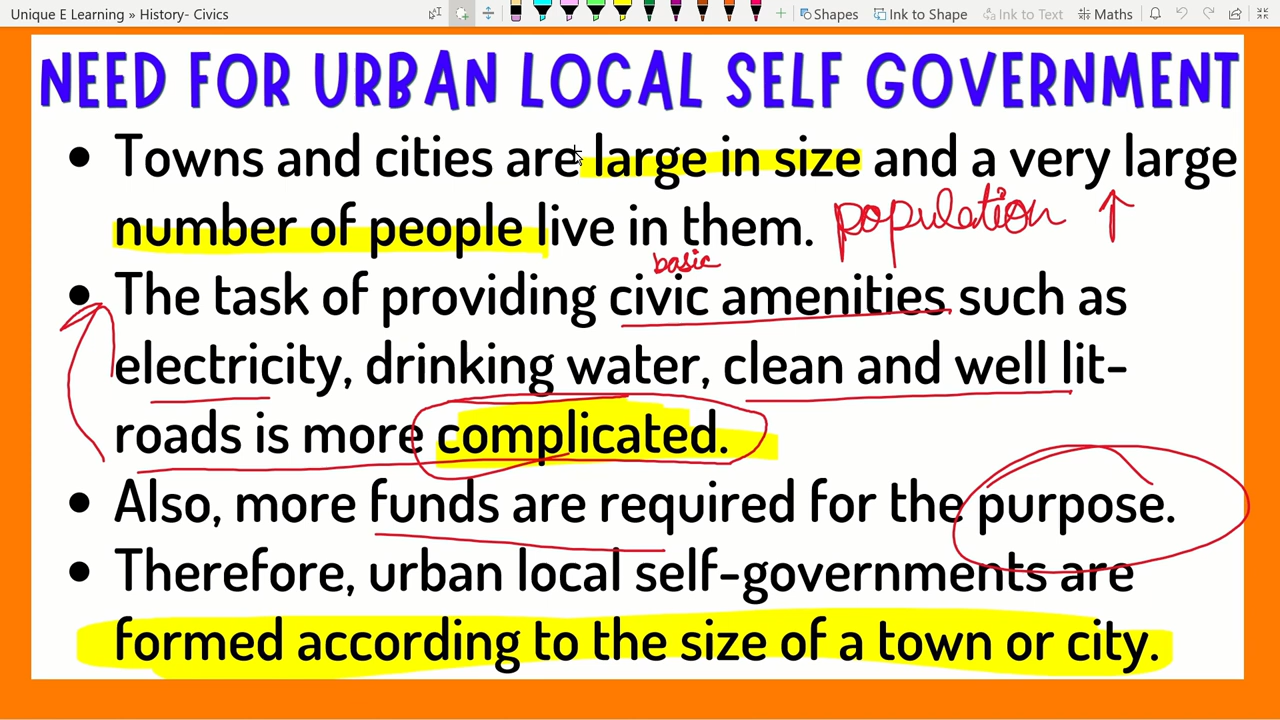 Unique E Learning » History- Civics
Shapes Ink to Shape Ink to Text Maths
NEED FOR URBAN LOCAL SELF GOVERNMENT
• Towns and cities are large in size and a very large
number of people live in them. population ↑
basic
• The task of providing civic amenities such as
electricity, drinking water, clean and well lit-
roads is more complicated.
• Also, more funds are required for the purpose.
• Therefore, urban local self-governments are
formed according to the size of a town or city.